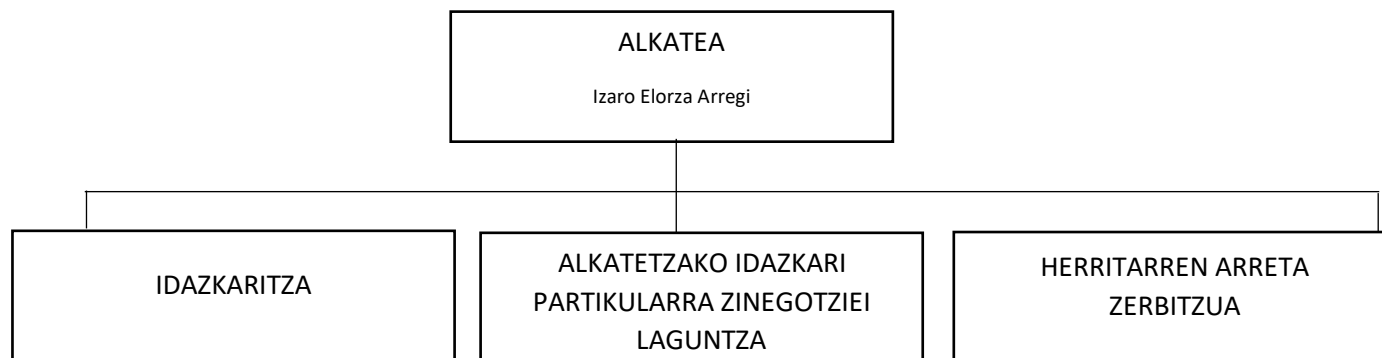 ALKATEA
Izaro Elorza Arregi
IDAZKARITZA
ALKATETZAKO IDAZKARI
PARTIKULARRA ZINEGOTZIEI
LAGUNTZA
HERRITARREN ARRETA
ZERBITZUA